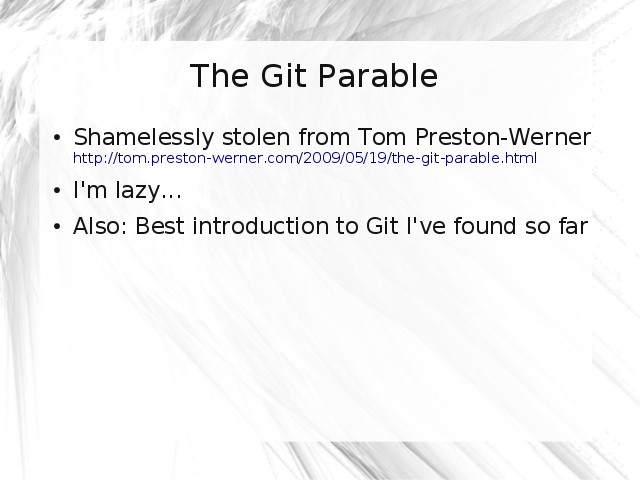 The Git Parable
• Shamelessly stolen from Tom Preston-Werner
http://tom.preston-werner.com/2009/05/19/the-git-parable.html
• I'm lazy...
• Also: Best introduction to Git I've found so far